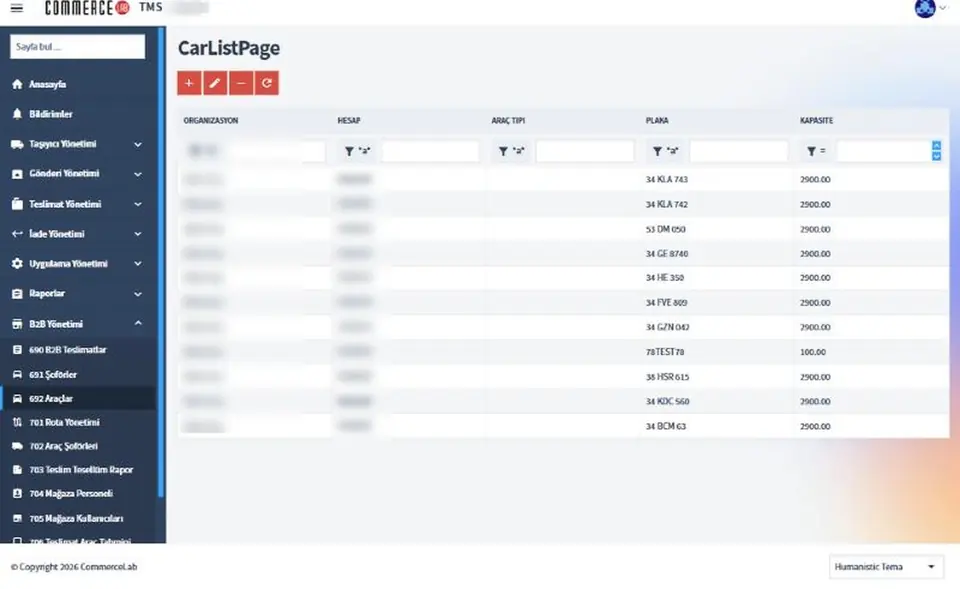 COMMERCE LAB TMS
Sayfa bul ...
Anasayfa
Bildirimler
Taşıyıcı Yönetimi
Gönderi Yönetimi
Teslimat Yönetimi
İade Yönetimi
Uygulama Yönetimi
Raporlar
B2B Yönetimi
690 B2B Teslimatlar
691 Şoförler
692 Araçlar
701 Rota Yönetimi
702 Araç Şoförleri
703 Teslim Tesellüm Rapor
704 Mağaza Personeli
705 Mağaza Kullanıcıları
706 Teslimat Araç Tahmini
CarListPage
ORGANIZASYON HESAP ARAÇ TIPI PLAKA KAPASITE
"a" "a" "a" =
34 KLA 743 2900.00
34 KLA 742 2900.00
53 DM 050 2900.00
34 GE 8740 2900.00
34 HE 350 2900.00
34 FVE 809 2900.00
34 GZN 042 2900.00
78TEST78 100.00
38 HSR 615 2900.00
34 KDC 560 2900.00
34 BCM 63 2900.00
© Copyright 2026 CommerceLab
Humanistic Tema